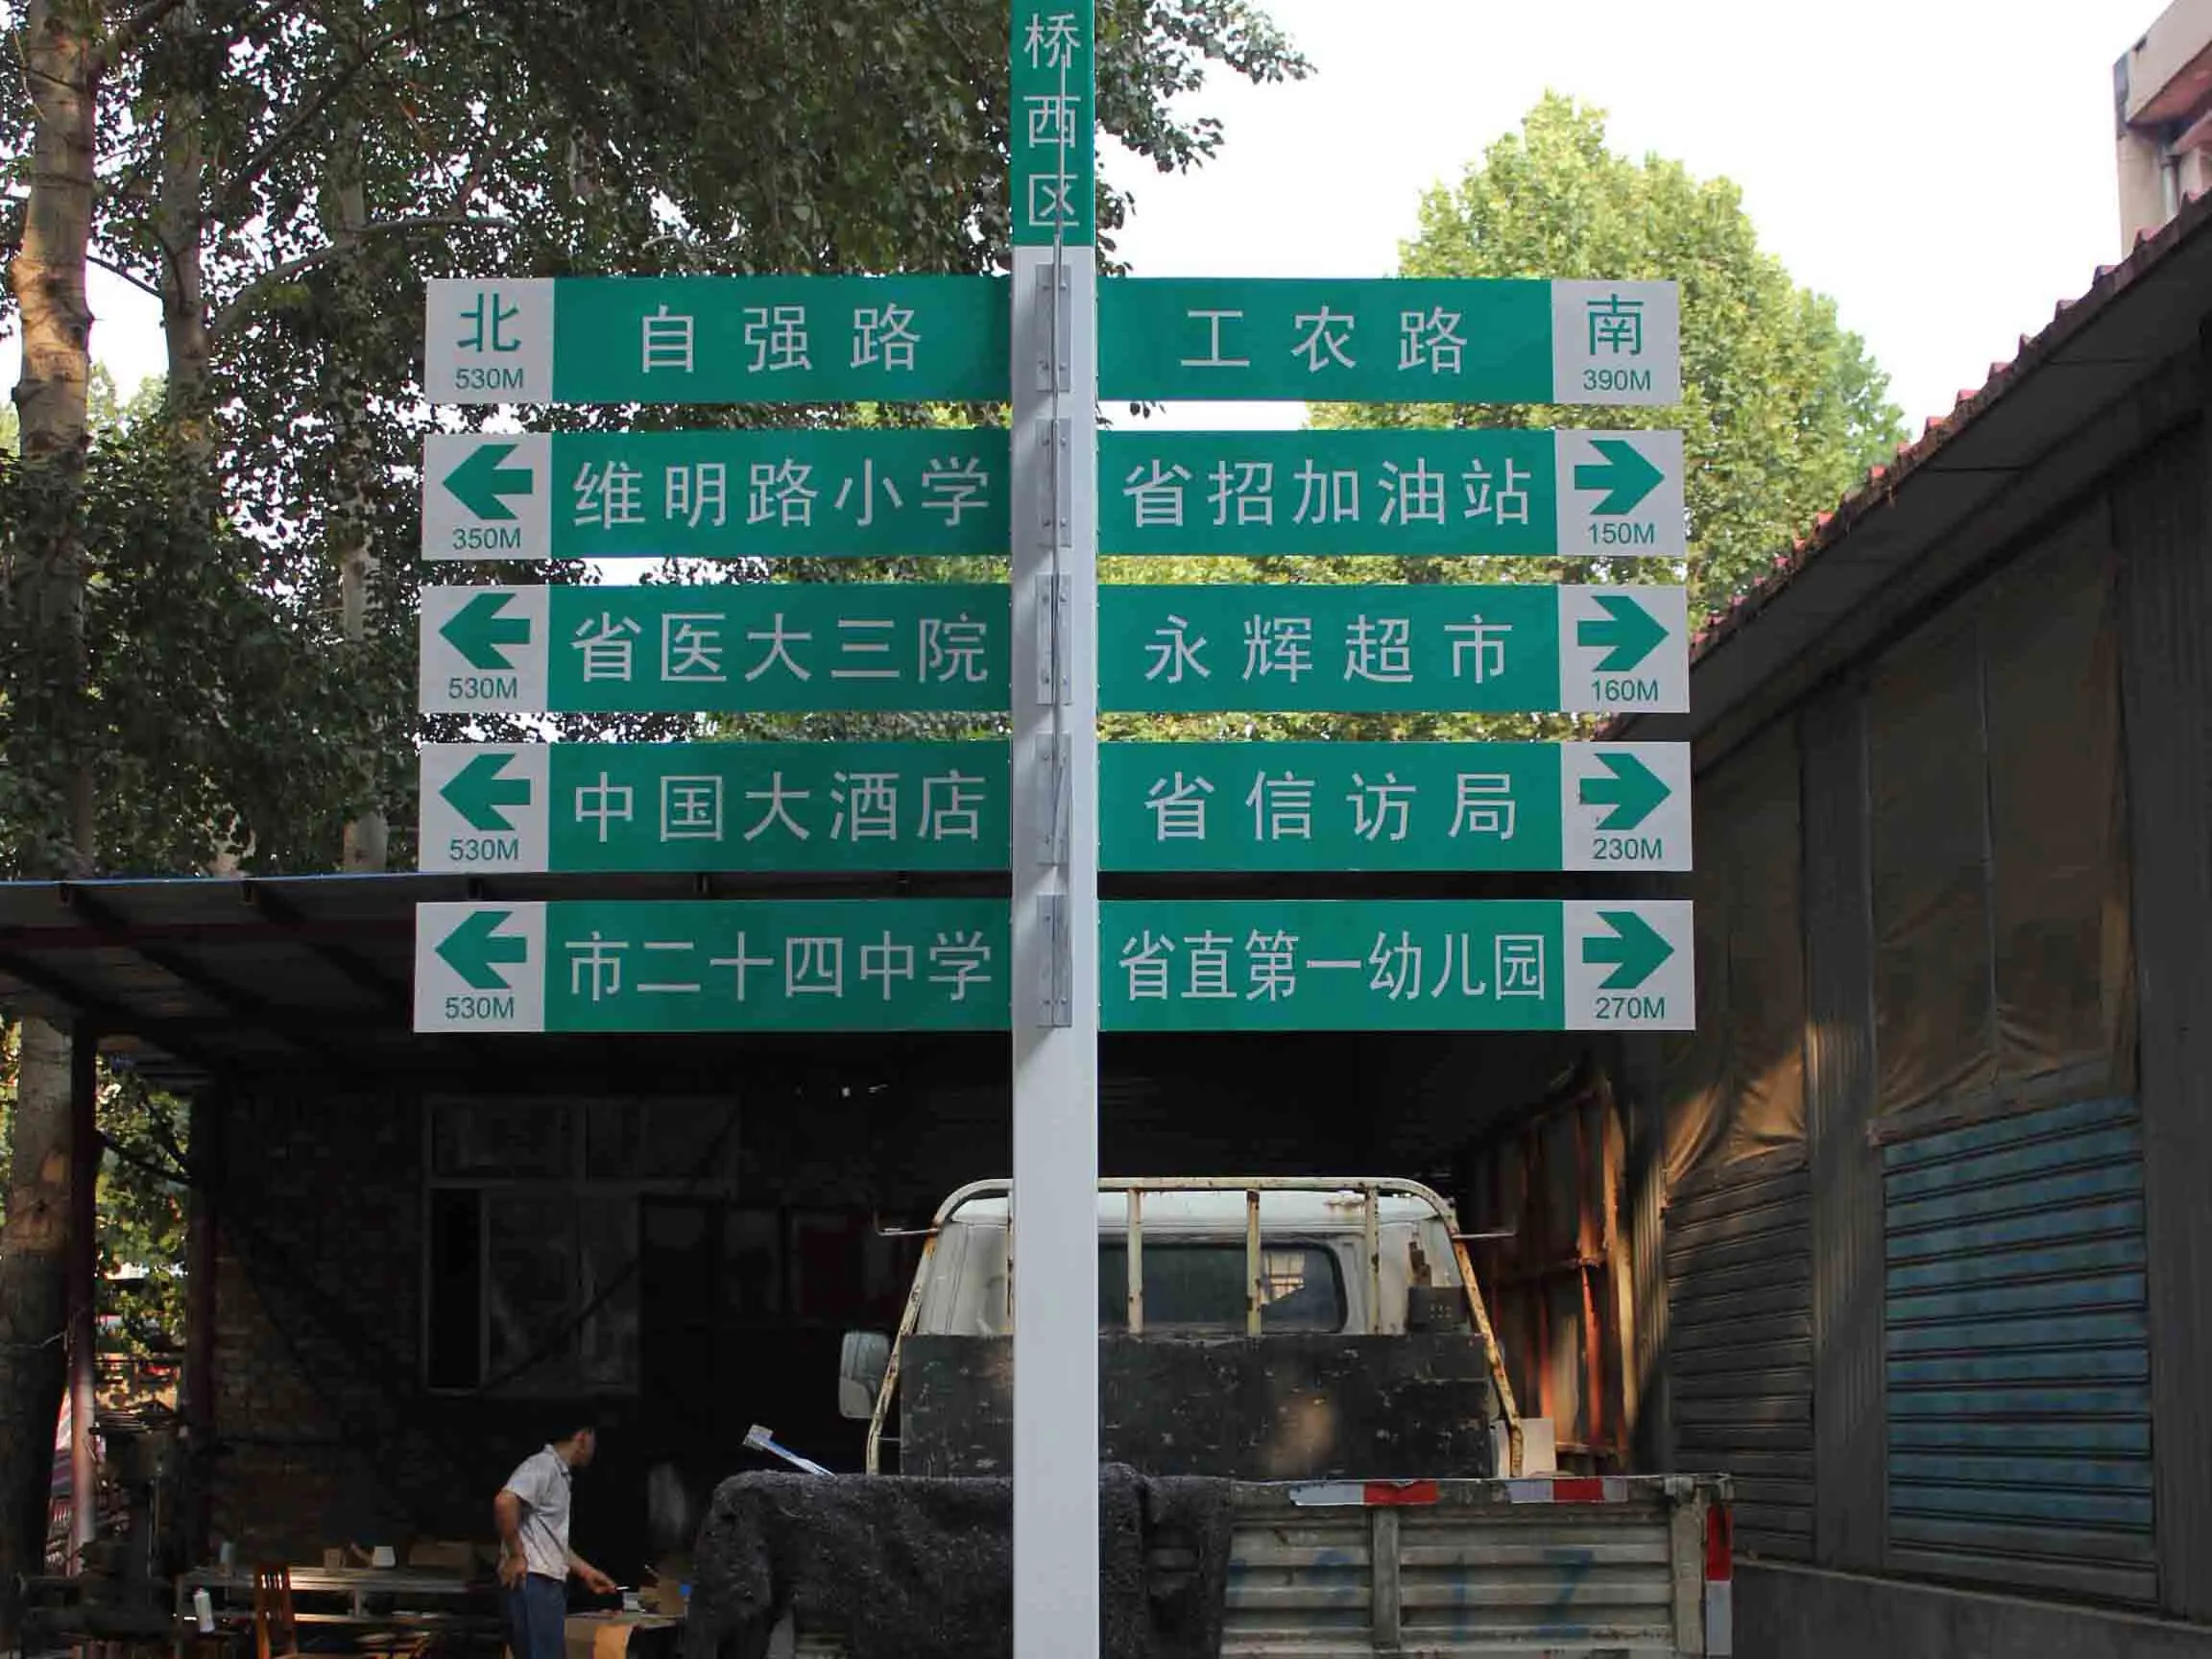 桥西区
北 530M 自强路
工农路 南 390M
维明路小学 350M
省招加油站 150M
省医大三院 530M
永辉超市 160M
中国大酒店 530M
省信访局 230M
市二十四中学 530M
省直第一幼儿园 270M